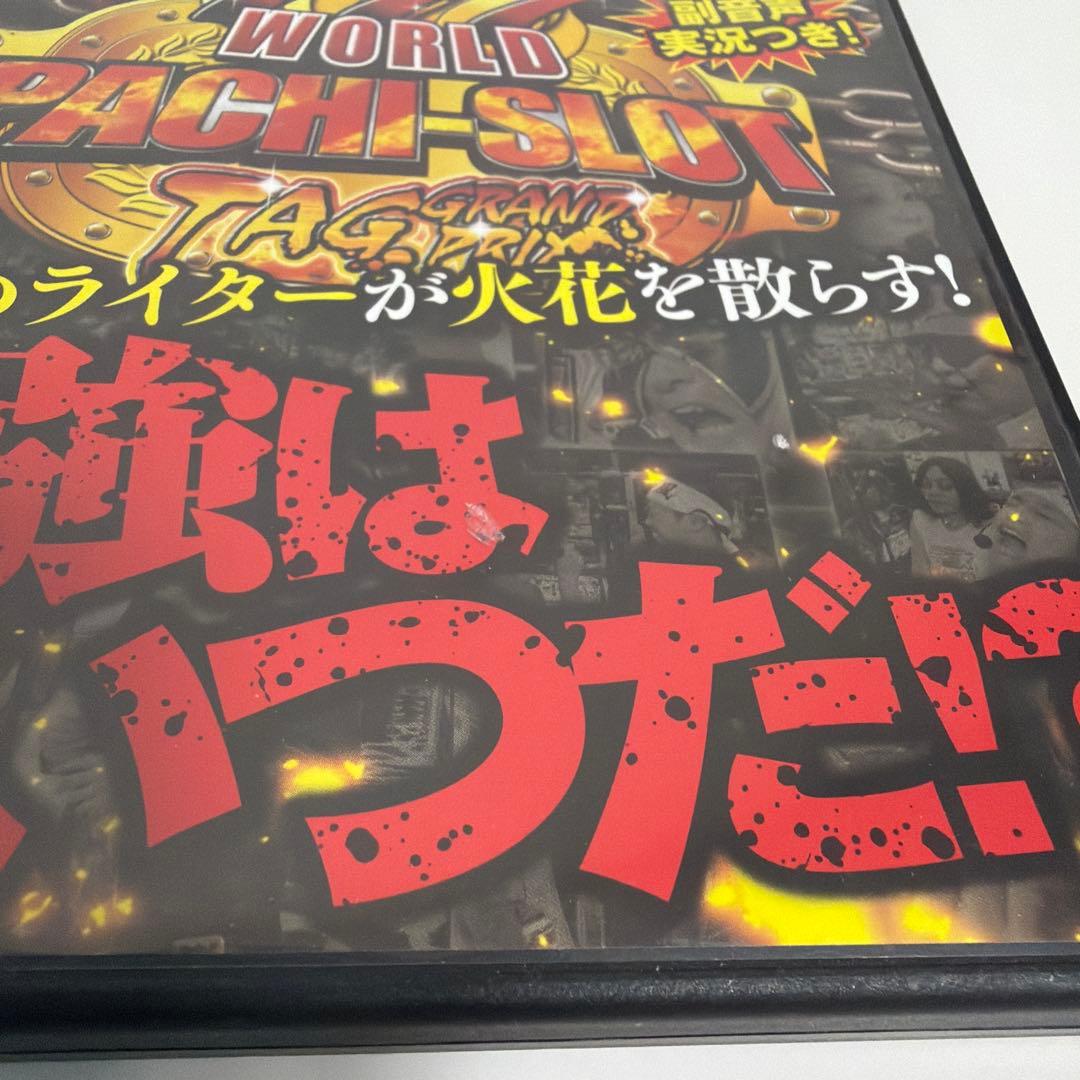 副音声
実況つき!
WORLD
PACHI-SLOT
TAG GRAND PRIX
のライターが火花を散らす!
強は
いつだ!?